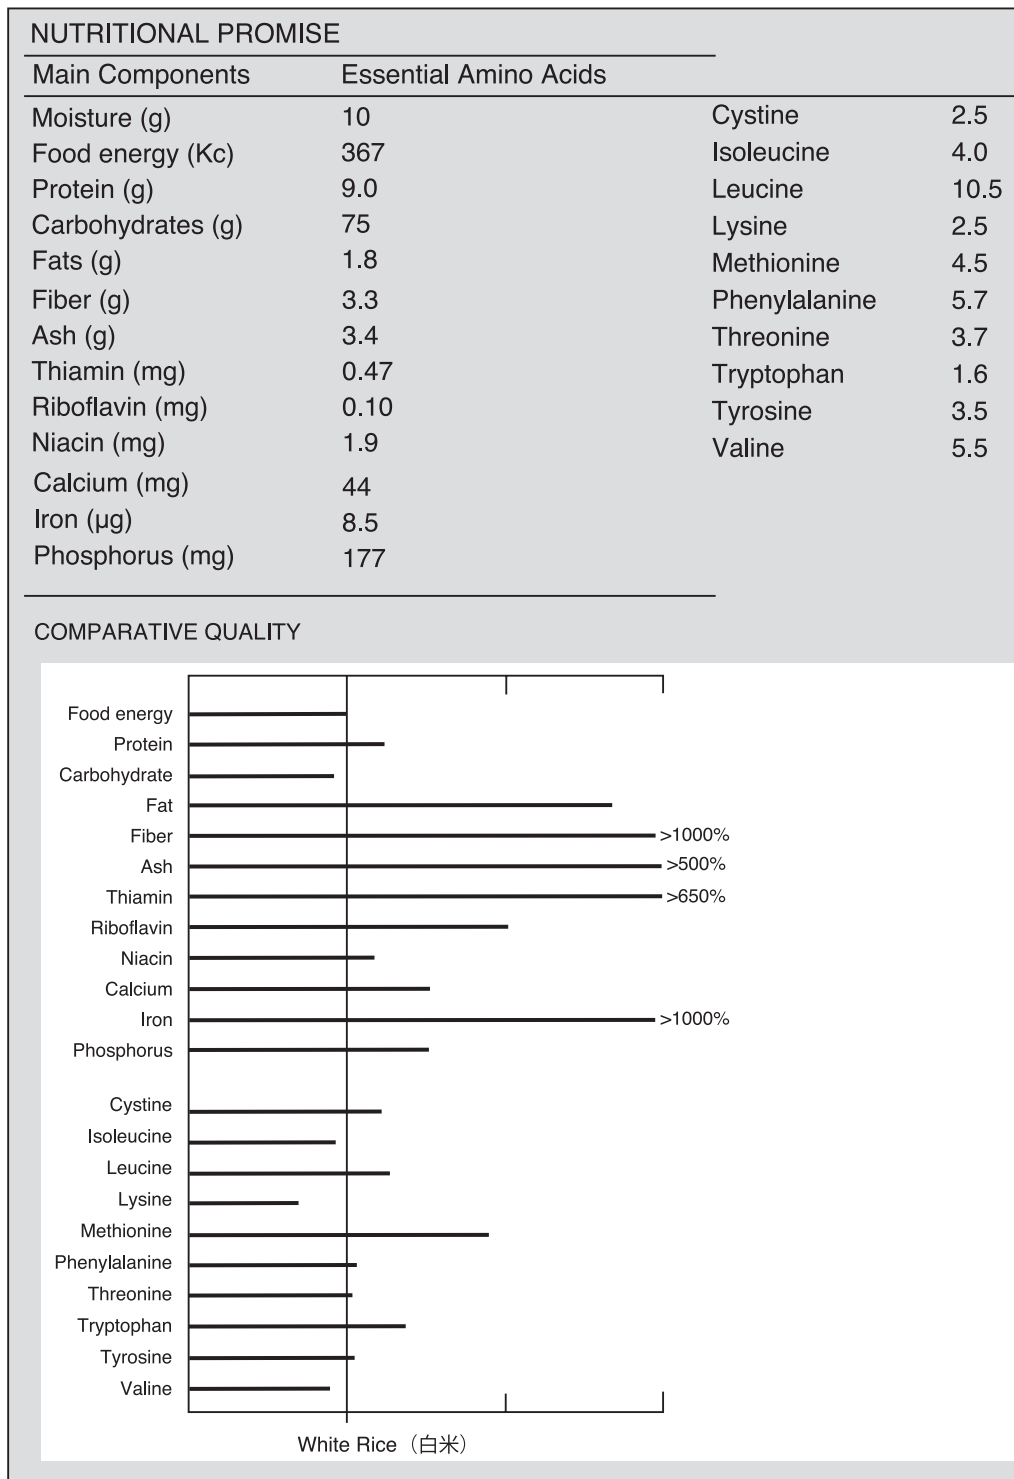 NUTRITIONAL PROMISE
Main Components Essential Amino Acids
Moisture (g) 10
Food energy (Kc) 367
Protein (g) 9.0
Carbohydrates (g) 75
Fats (g) 1.8
Fiber (g) 3.3
Ash (g) 3.4
Thiamin (mg) 0.47
Riboflavin (mg) 0.10
Niacin (mg) 1.9
Calcium (mg) 44
Iron (µg) 8.5
Phosphorus (mg) 177
Cystine 2.5
Isoleucine 4.0
Leucine 10.5
Lysine 2.5
Methionine 4.5
Phenylalanine 5.7
Threonine 3.7
Tryptophan 1.6
Tyrosine 3.5
Valine 5.5
COMPARATIVE QUALITY
Food energy
Protein
Carbohydrate
Fat
Fiber >1000%
Ash >500%
Thiamin >650%
Riboflavin
Niacin
Calcium
Iron >1000%
Phosphorus
Cystine
Isoleucine
Leucine
Lysine
Methionine
Phenylalanine
Threonine
Tryptophan
Tyrosine
Valine
White Rice（白米）